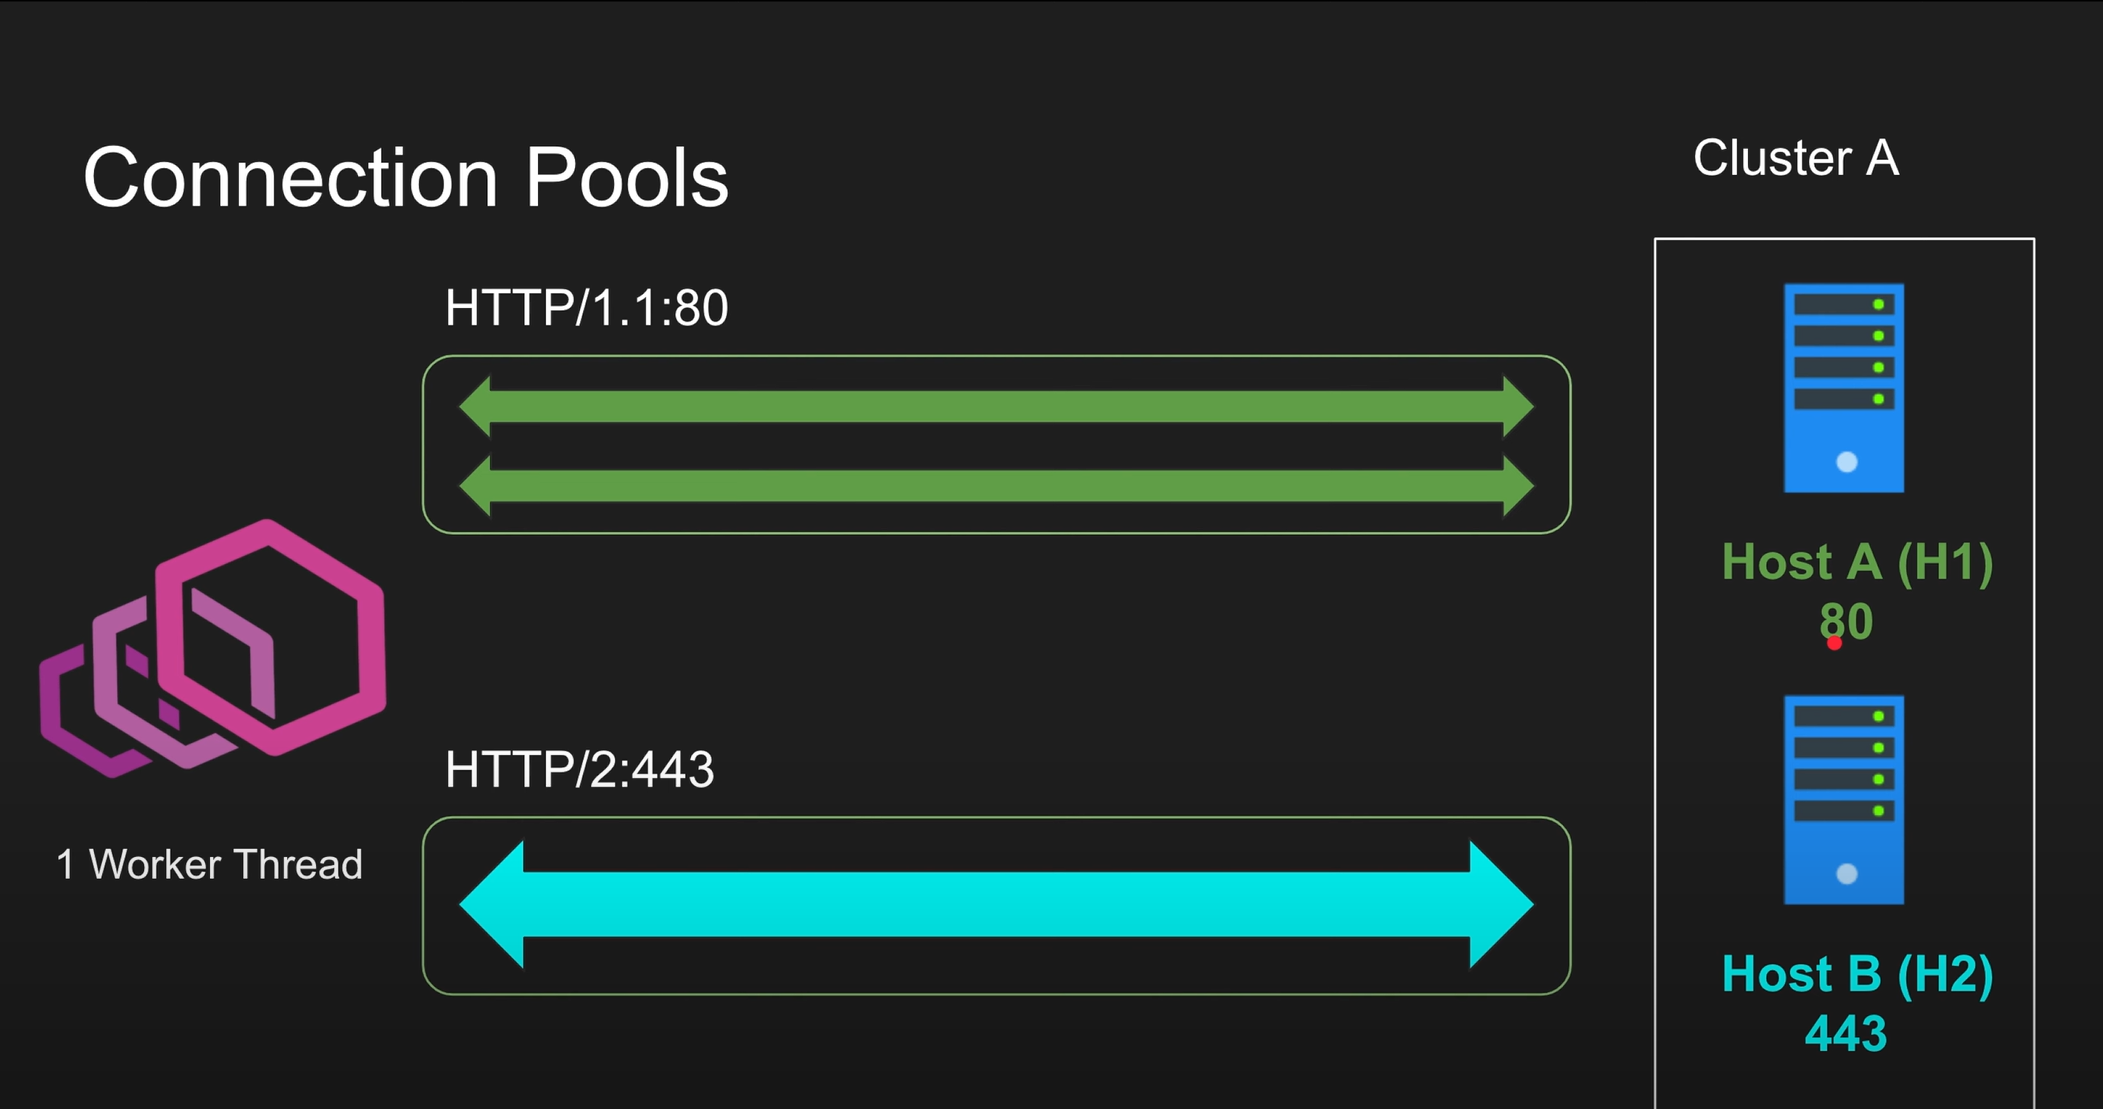 Connection Pools
Cluster A
HTTP/1.1:80
Host A (H1)
80
HTTP/2:443
1 Worker Thread
Host B (H2)
443